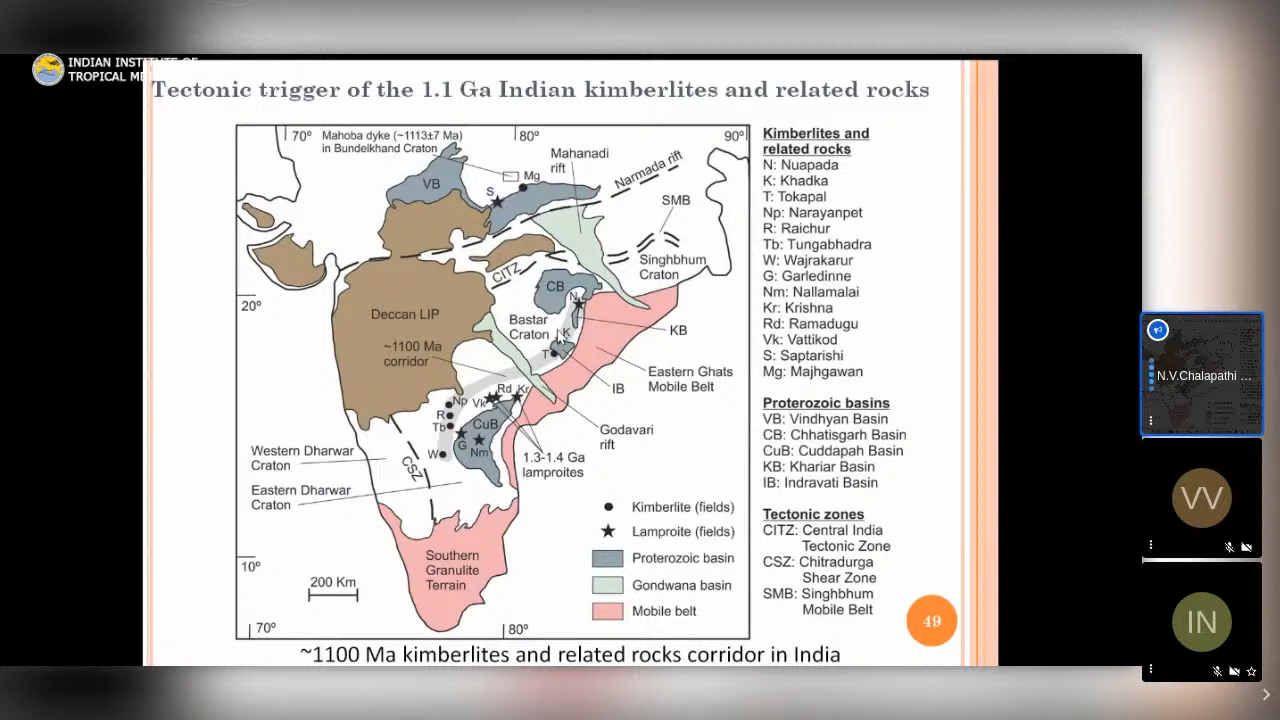 INDIAN INSTITUTE OF
TROPICAL ME
Tectonic trigger of the 1.1 Ga Indian kimberlites and related rocks
70º
Mahoba dyke (~1113±7 Ma)
in Bundelkhand Craton
80º
90º
Mahanadi
rift
Narmada rift
Mg
VB
S
SMB
Singhbhum
Craton
CITZ
CB
N
20º
Deccan LIP
Bastar
Craton
K
KB
~1100 Ma
corridor
T
Eastern Ghats
Mobile Belt
IB
Rd
Kr
Np
Vk
R
Tb
CuB
Godavari
rift
W
G
Nm
Western Dharwar
Craton
CSZ
1.3-1.4 Ga
lamproites
Eastern Dharwar
Craton
Southern
Granulite
Terrain
10º
200 Km
70º
80º
Kimberlite (fields)
Lamproite (fields)
Proterozoic basin
Gondwana basin
Mobile belt
Kimberlites and
related rocks
N: Nuapada
K: Khadka
T: Tokapal
Np: Narayanpet
R: Raichur
Tb: Tungabhadra
W: Wajrakarur
G: Garledinne
Nm: Nallamalai
Kr: Krishna
Rd: Ramadugu
Vk: Vattikod
S: Saptarishi
Mg: Majhgawan
Proterozoic basins
VB: Vindhyan Basin
CB: Chhatisgarh Basin
CuB: Cuddapah Basin
KB: Khariar Basin
IB: Indravati Basin
Tectonic zones
CITZ: Central India
Tectonic Zone
CSZ: Chitradurga
Shear Zone
SMB: Singhbhum
Mobile Belt
49
~1100 Ma kimberlites and related rocks corridor in India
N.V.Chalapathi ...
VV
IN